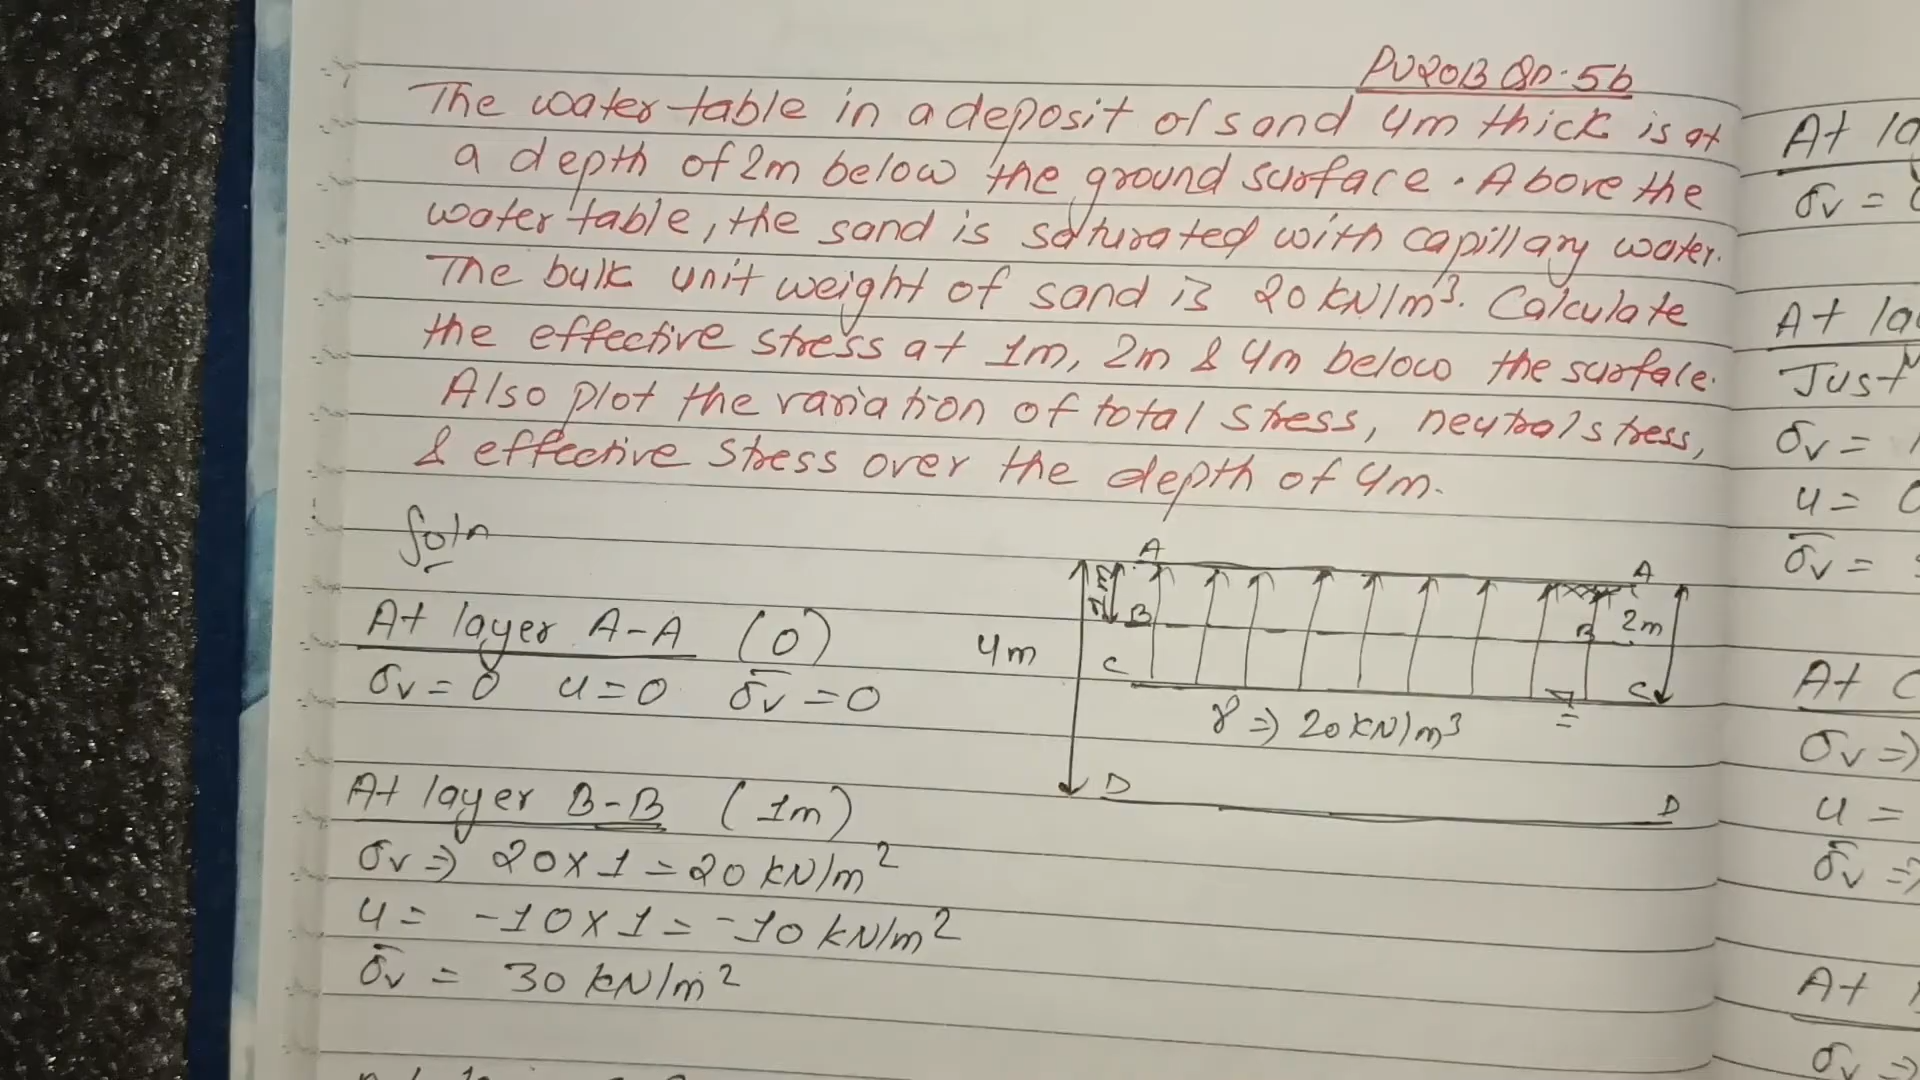 PU2013 Qn. 5b
The water table in a deposit of sand 4m thick is at
a depth of 2m below the ground surface. Above the
water table, the sand is saturated with capillary water.
The bulk unit weight of sand is 20 kN/m³. Calculate
the effective stress at 1m, 2m & 4m below the surface.
Also plot the variation of total stress, neutral stress,
& effective stress over the depth of 4m.
Soln
A A
B B 2m
4m
C C
γ => 20 kN/m³
D D
At layer A-A (0)
σv = 0 u = 0 σ̄v = 0
At layer B-B (1m)
σv => 20 x 1 = 20 kN/m²
u = -10 x 1 = -10 kN/m²
σ̄v = 30 kN/m²
At
σv =
At
Just
σv =
u =
σ̄v =
At C
σv =>
u =
σ̄v =>
At
σv =>